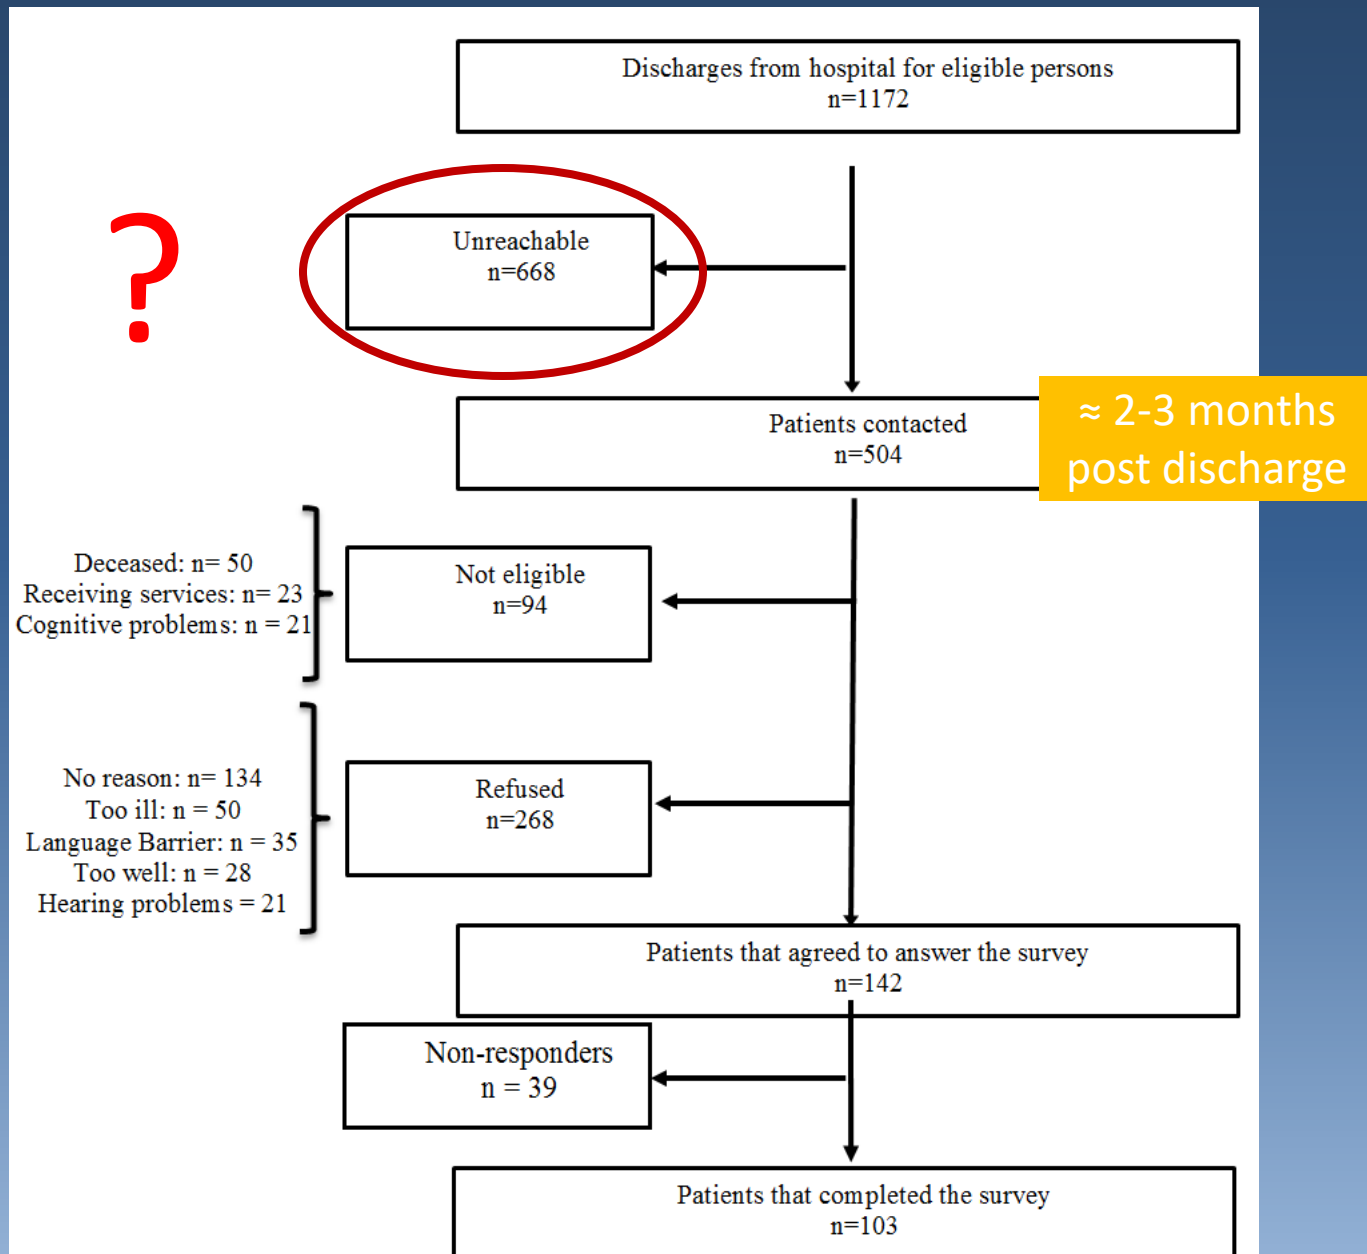 Discharges from hospital for eligible persons
n=1172
?
Unreachable
n=668
Patients contacted
n=504
≈ 2-3 months
post discharge
Deceased: n= 50
Receiving services: n= 23
Cognitive problems: n = 21
Not eligible
n=94
No reason: n= 134
Too ill: n = 50
Language Barrier: n = 35
Too well: n = 28
Hearing problems = 21
Refused
n=268
Patients that agreed to answer the survey
n=142
Non-responders
n = 39
Patients that completed the survey
n=103